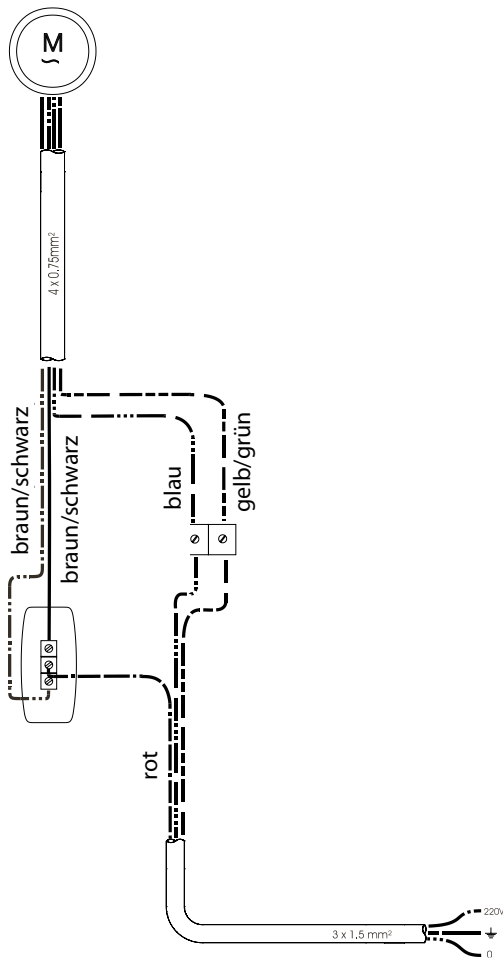 M
~
4 x 0.75mm²
braun/schwarz
braun/schwarz
blau
gelb/grün
rot
3 x 1.5 mm²
220V
0